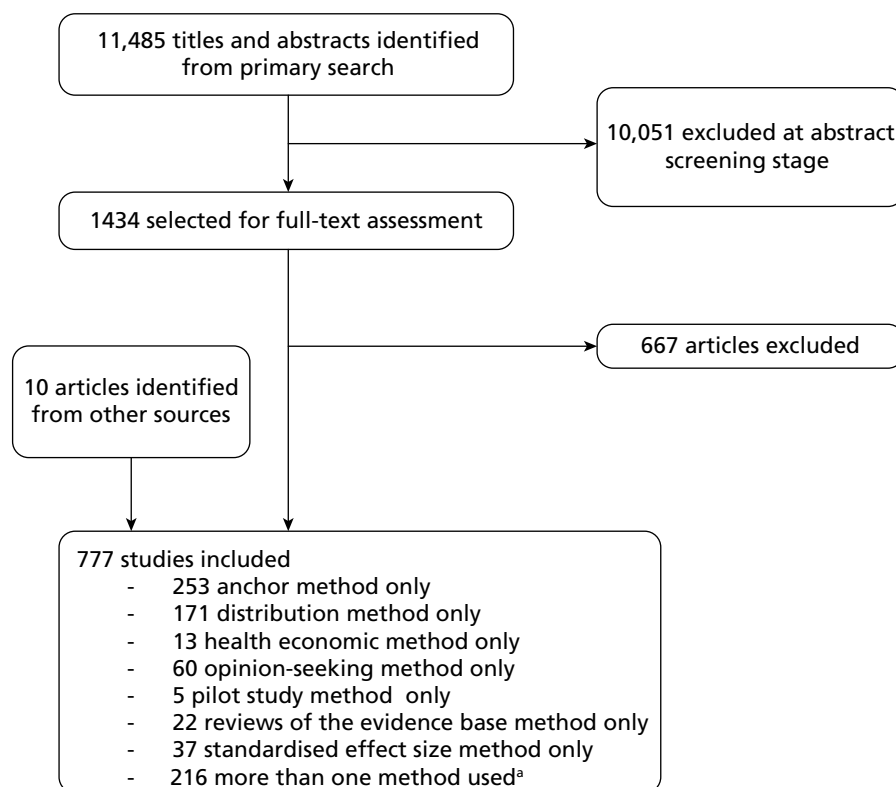 11,485 titles and abstracts identified
from primary search
10,051 excluded at abstract
screening stage
1434 selected for full-text assessment
667 articles excluded
10 articles identified
from other sources
777 studies included
- 253 anchor method only
- 171 distribution method only
- 13 health economic method only
- 60 opinion-seeking method only
- 5 pilot study method only
- 22 reviews of the evidence base method only
- 37 standardised effect size method only
- 216 more than one method usedᵃ